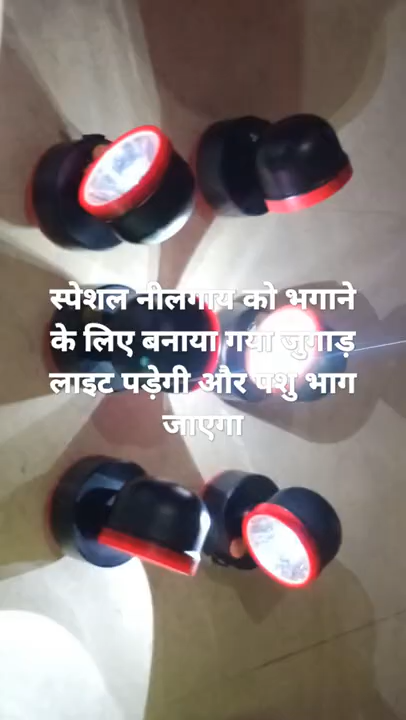 स्पेशल नीलगाय को भगाने
के लिए बनाया गया जुगाड़
लाइट पड़ेगी और पशु भाग
जाएगा